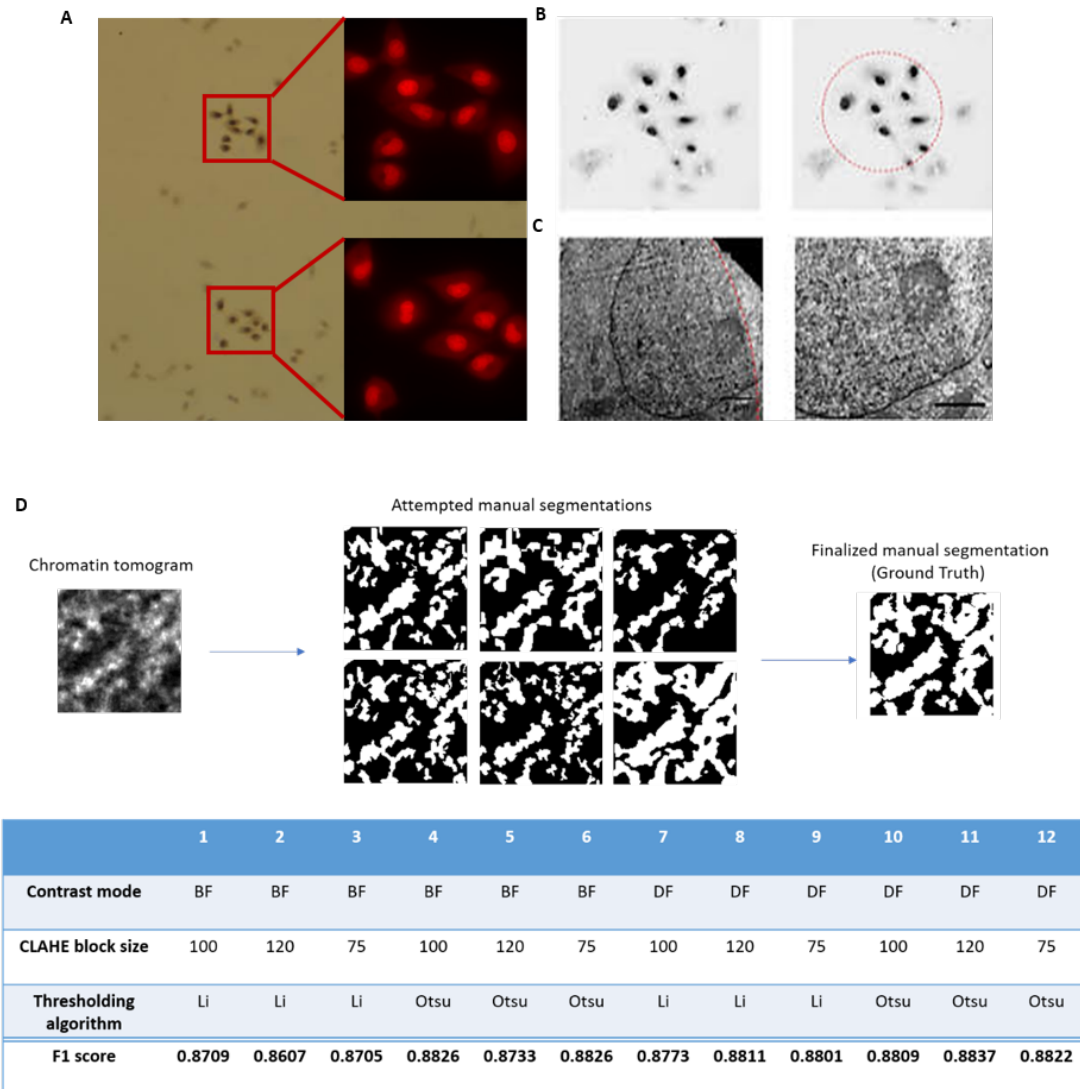 A
B
C
D
Attempted manual segmentations
Chromatin tomogram
Finalized manual segmentation
(Ground Truth)
1 2 3 4 5 6 7 8 9 10 11 12
Contrast mode BF BF BF BF BF BF DF DF DF DF DF DF
CLAHE block size 100 120 75 100 120 75 100 120 75 100 120 75
Thresholding Li Li Li Otsu Otsu Otsu Li Li Li Otsu Otsu Otsu
algorithm
F1 score 0.8709 0.8607 0.8705 0.8826 0.8733 0.8826 0.8773 0.8811 0.8801 0.8809 0.8837 0.8822